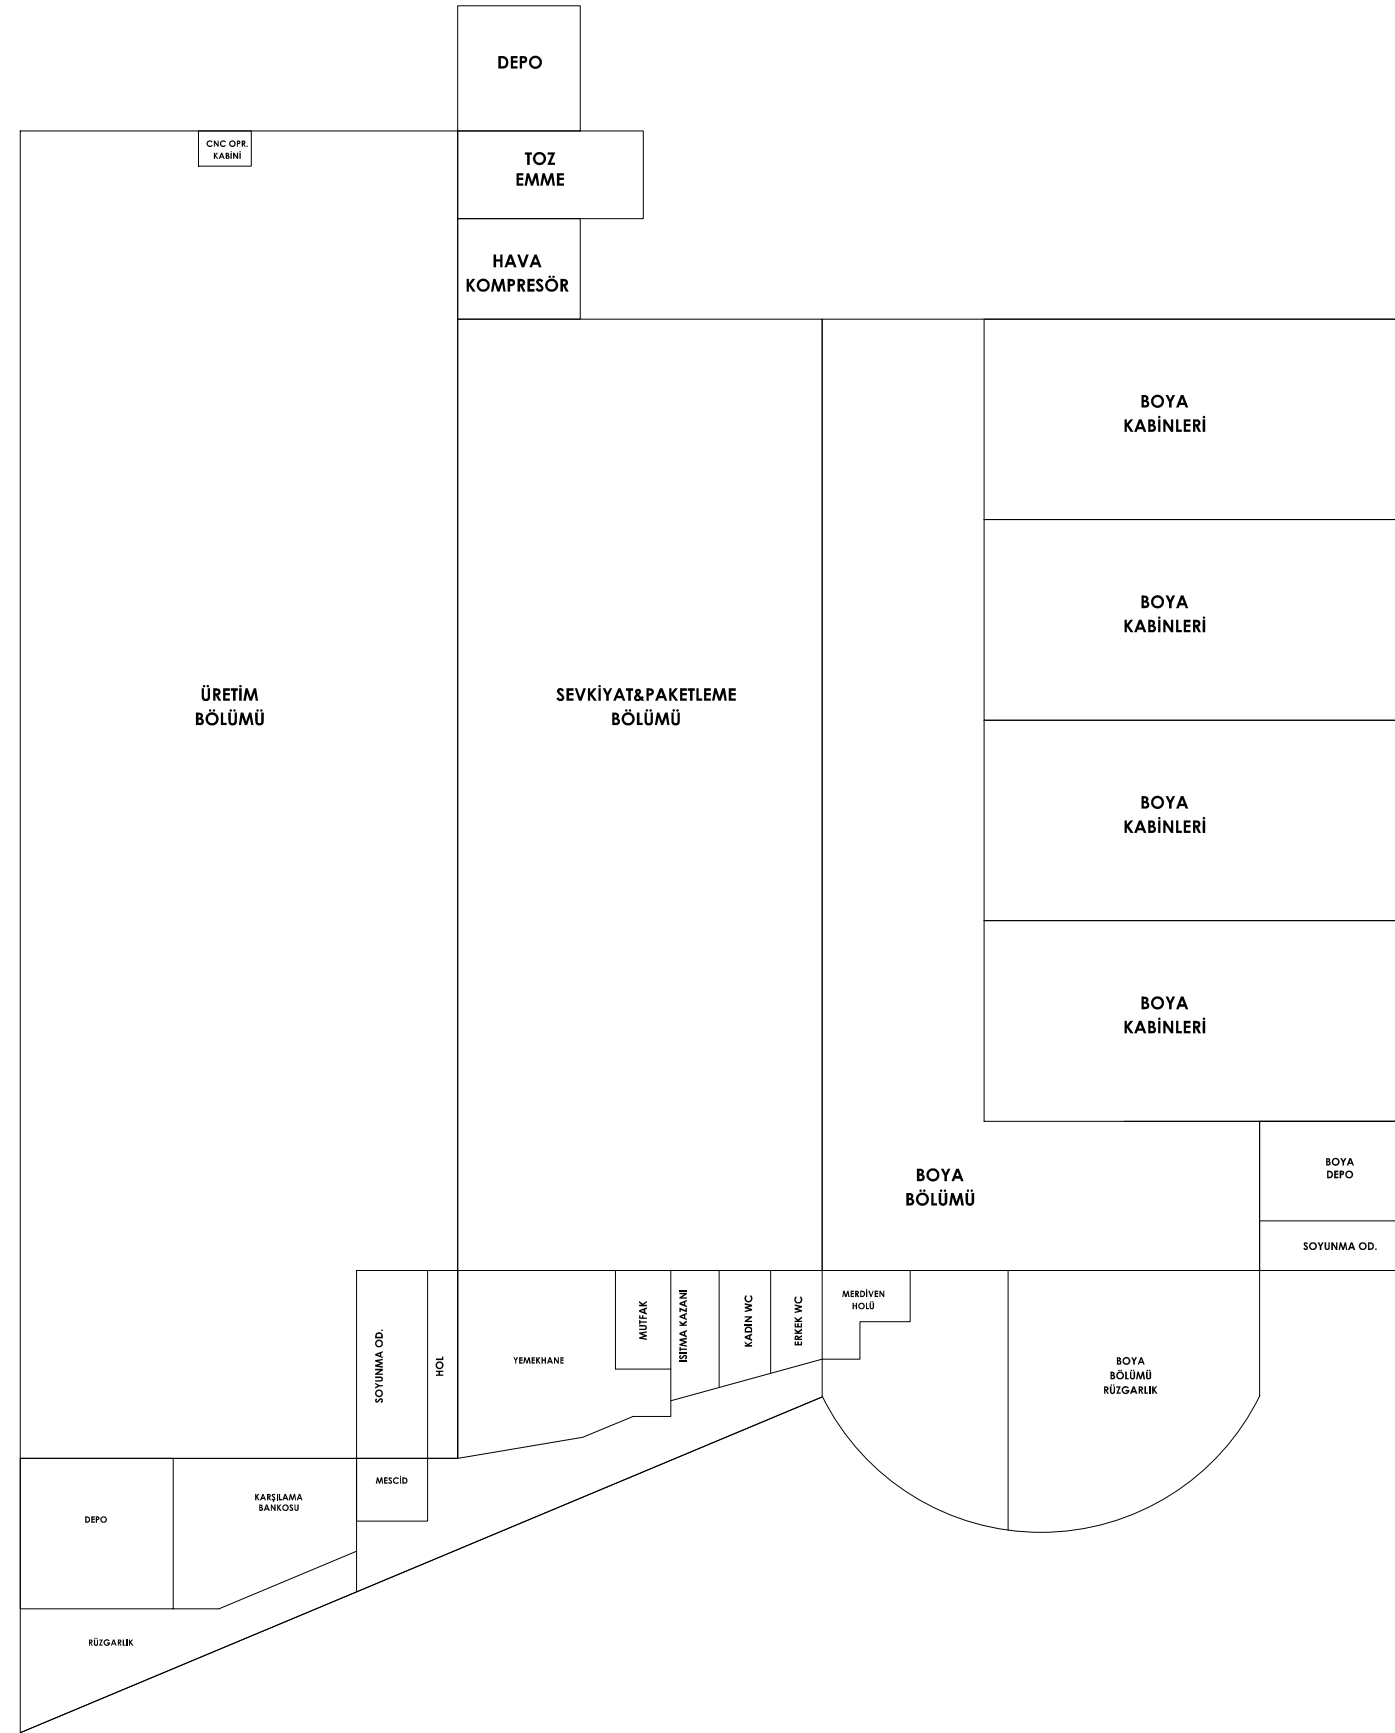 DEPO
CNC OPR.
KABİNİ
TOZ
EMME
HAVA
KOMPRESÖR
BOYA
KABİNLERİ
BOYA
KABİNLERİ
ÜRETİM
BÖLÜMÜ
SEVKİYAT&PAKETLEME
BÖLÜMÜ
BOYA
KABİNLERİ
BOYA
KABİNLERİ
BOYA
BÖLÜMÜ
BOYA
DEPO
SOYUNMA OD.
SOYUNMA OD.
HOL
YEMEKHANE
MUTFAK
ISITMA KAZANI
KADIN WC
ERKEK WC
MERDİVEN
HOLÜ
BOYA
BÖLÜMÜ
RÜZGARLIK
MESCİD
KARŞILAMA
BANKOSU
DEPO
RÜZGARLIK